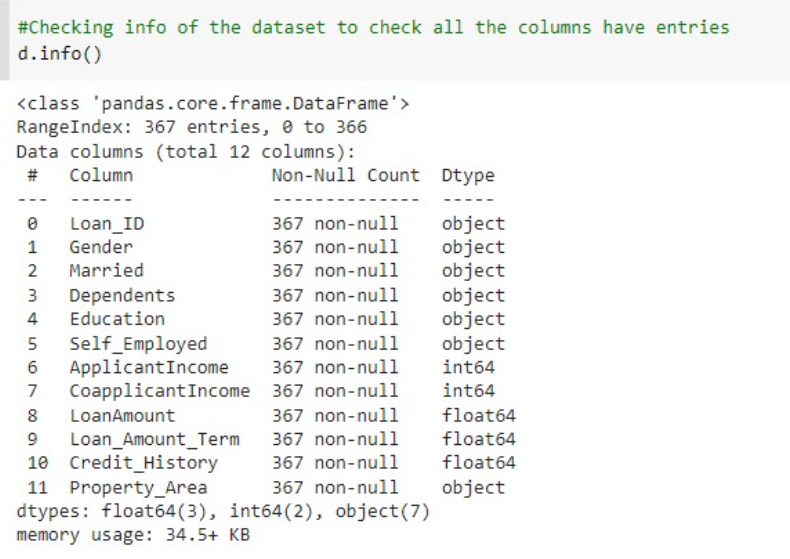 #Checking info of the dataset to check all the columns have entries
d.info()
<class 'pandas.core.frame.DataFrame'>
RangeIndex: 367 entries, 0 to 366
Data columns (total 12 columns):
 #   Column             Non-Null Count  Dtype
---  ------             --------------  -----
 0   Loan_ID            367 non-null    object
 1   Gender             367 non-null    object
 2   Married            367 non-null    object
 3   Dependents         367 non-null    object
 4   Education          367 non-null    object
 5   Self_Employed      367 non-null    object
 6   ApplicantIncome    367 non-null    int64
 7   CoapplicantIncome  367 non-null    int64
 8   LoanAmount         367 non-null    float64
 9   Loan_Amount_Term   367 non-null    float64
 10  Credit_History     367 non-null    float64
 11  Property_Area      367 non-null    object
dtypes: float64(3), int64(2), object(7)
memory usage: 34.5+ KB